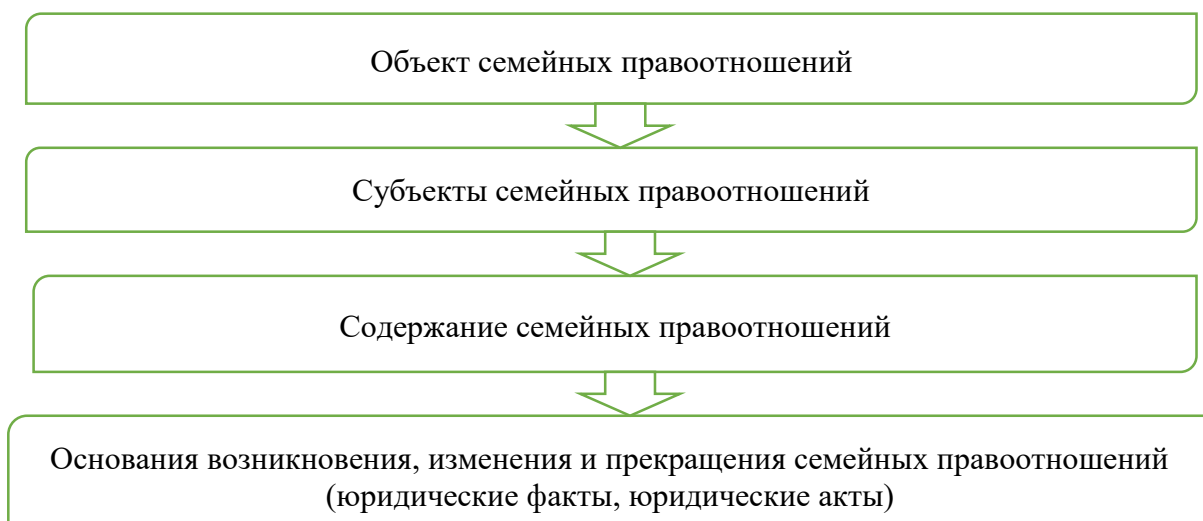 Объект семейных правоотношений
Субъекты семейных правоотношений
Содержание семейных правоотношений
Основания возникновения, изменения и прекращения семейных правоотношений
(юридические факты, юридические акты)